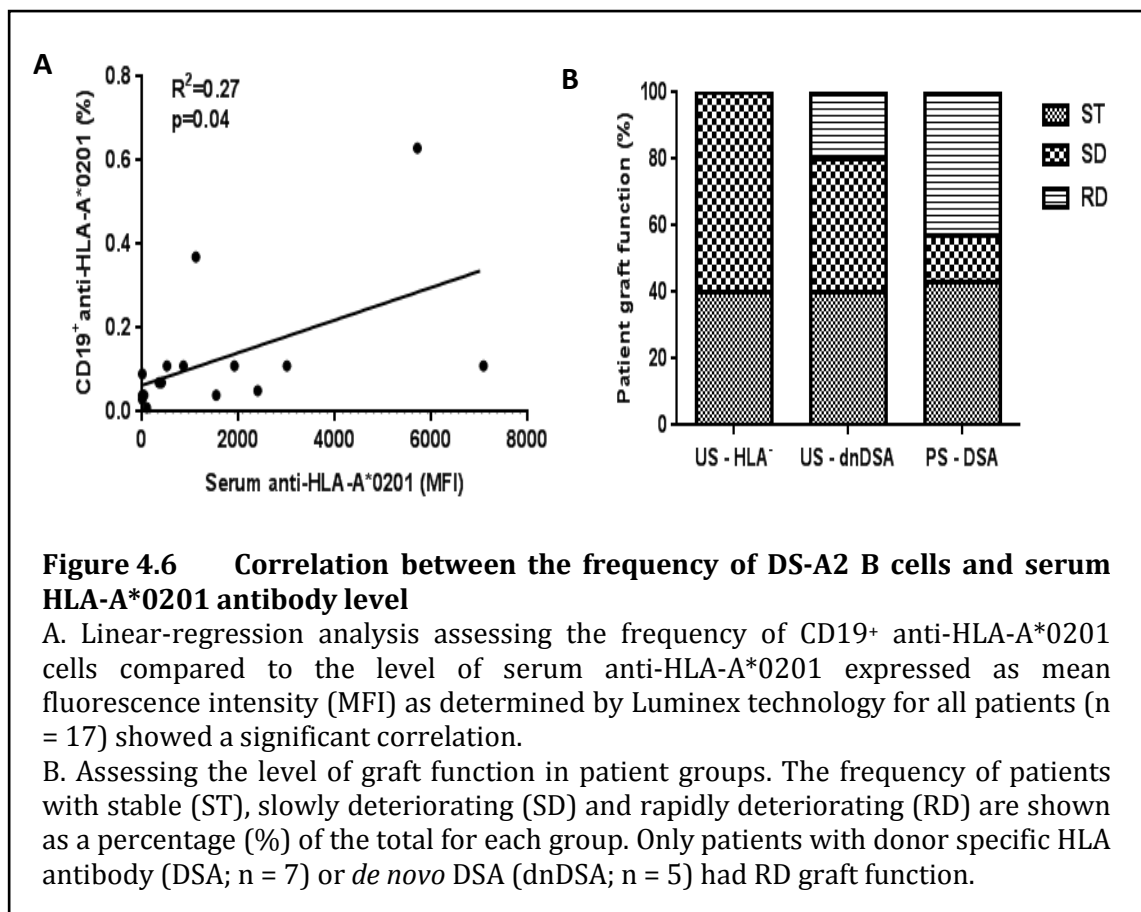 A
R²=0.27
p=0.04
0.8
0.6
0.4
0.2
0.0
CD19⁺anti-HLA-A*0201 (%)
0
2000
4000
6000
8000
Serum anti-HLA-A*0201 (MFI)
B
100
80
60
40
20
0
Patient graft function (%)
US - HLA⁻
US - dnDSA
PS - DSA
ST
SD
RD
Figure 4.6 Correlation between the frequency of DS-A2 B cells and serum
HLA-A*0201 antibody level
A. Linear-regression analysis assessing the frequency of CD19⁺ anti-HLA-A*0201
cells compared to the level of serum anti-HLA-A*0201 expressed as mean
fluorescence intensity (MFI) as determined by Luminex technology for all patients (n
= 17) showed a significant correlation.
B. Assessing the level of graft function in patient groups. The frequency of patients
with stable (ST), slowly deteriorating (SD) and rapidly deteriorating (RD) are shown
as a percentage (%) of the total for each group. Only patients with donor specific HLA
antibody (DSA; n = 7) or de novo DSA (dnDSA; n = 5) had RD graft function.